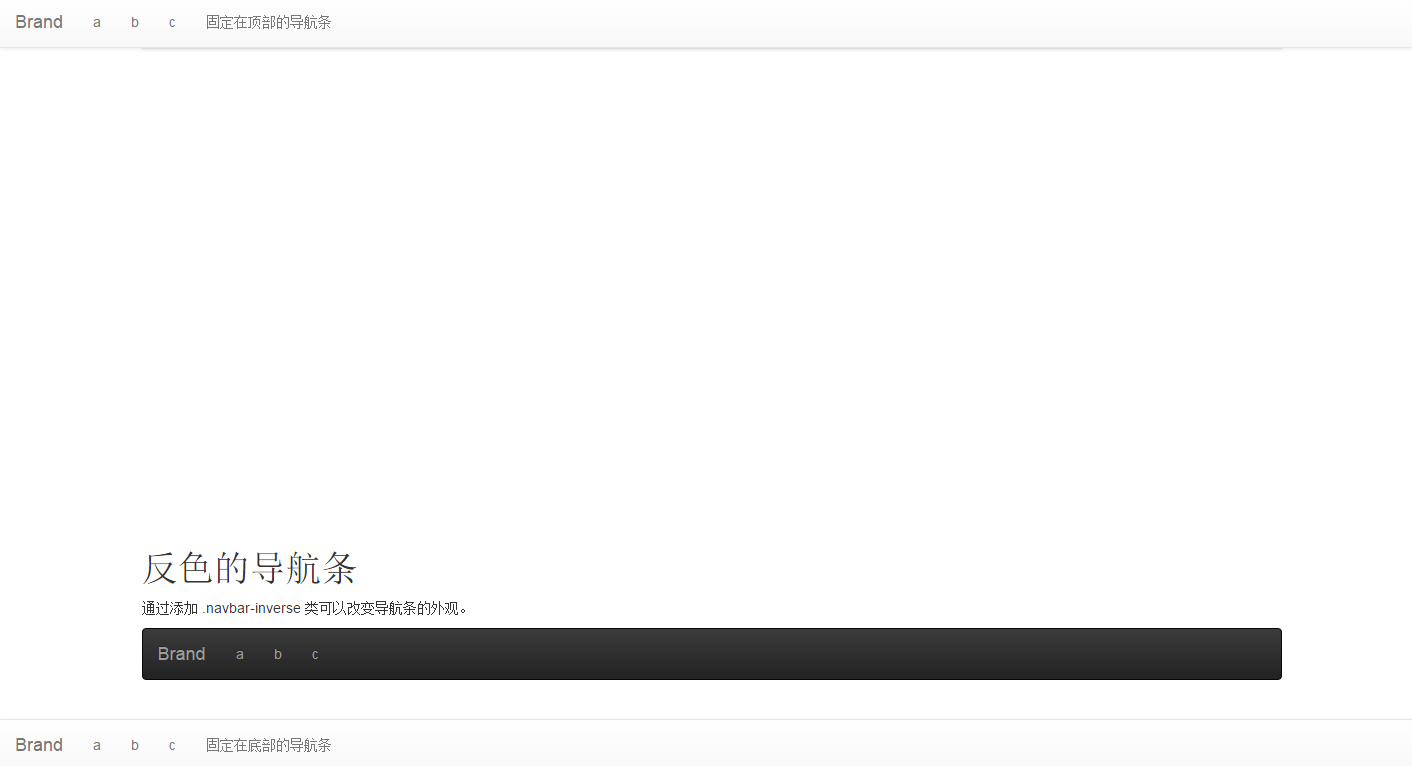 Brand a b c 固定在顶部的导航条
反色的导航条
通过添加 .navbar-inverse 类可以改变导航条的外观。
Brand a b c
Brand a b c 固定在底部的导航条